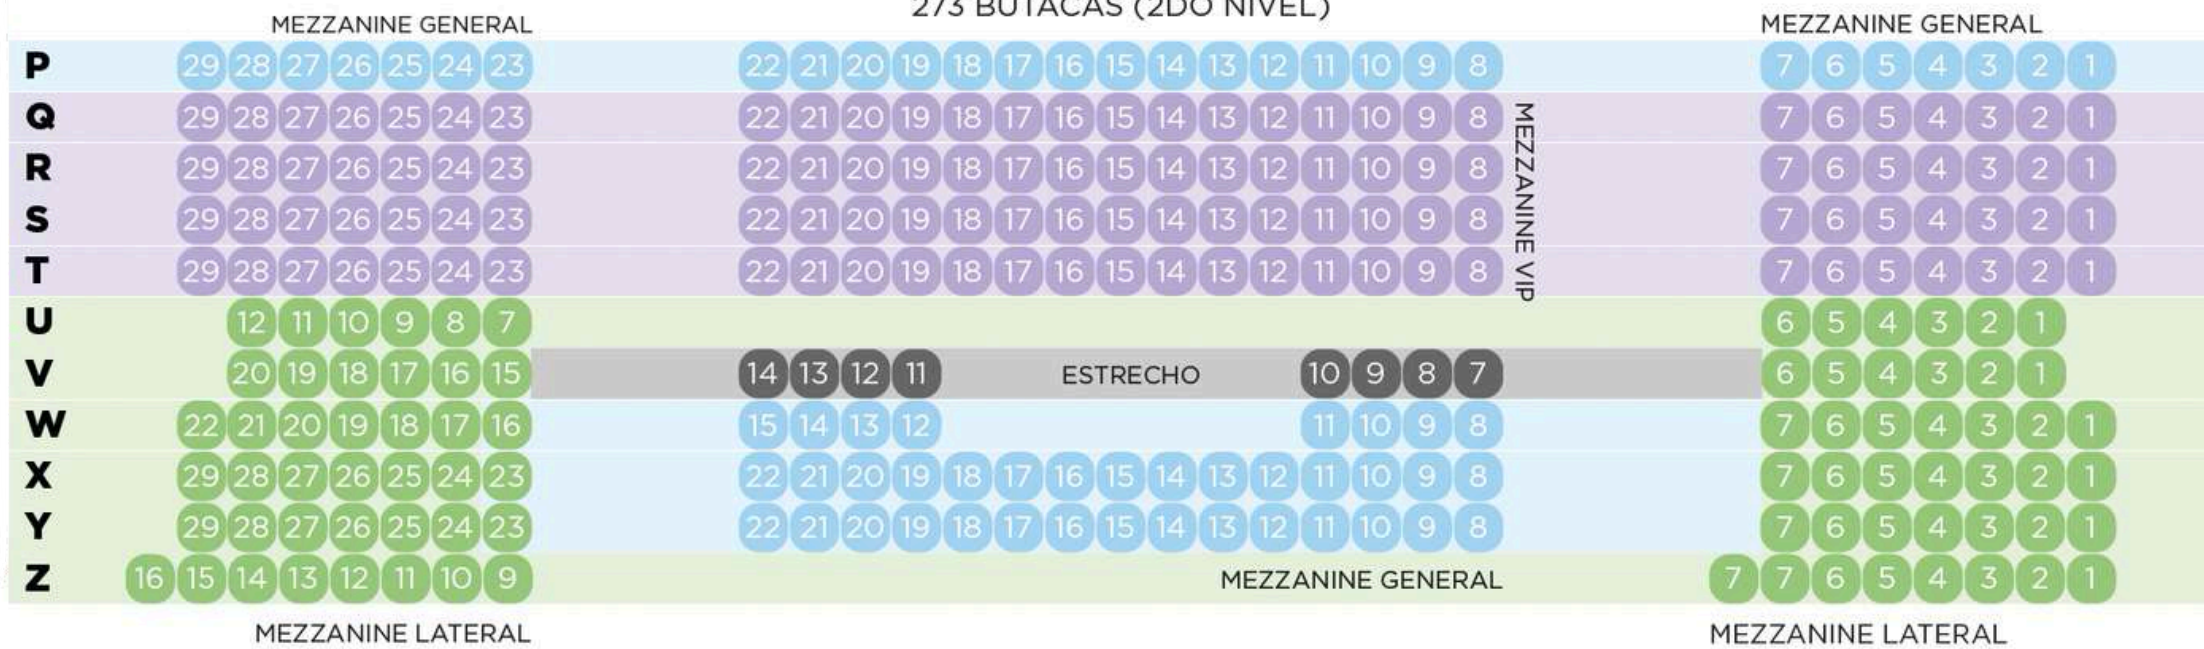 273 BUTACAS (2DO NIVEL)
MEZZANINE GENERAL MEZZANINE GENERAL
P 29 28 27 26 25 24 23 22 21 20 19 18 17 16 15 14 13 12 11 10 9 8 7 6 5 4 3 2 1
Q 29 28 27 26 25 24 23 22 21 20 19 18 17 16 15 14 13 12 11 10 9 8 7 6 5 4 3 2 1
R 29 28 27 26 25 24 23 22 21 20 19 18 17 16 15 14 13 12 11 10 9 8 7 6 5 4 3 2 1
S 29 28 27 26 25 24 23 22 21 20 19 18 17 16 15 14 13 12 11 10 9 8 7 6 5 4 3 2 1
T 29 28 27 26 25 24 23 22 21 20 19 18 17 16 15 14 13 12 11 10 9 8 7 6 5 4 3 2 1
MEZZANINE VIP
U 12 11 10 9 8 7 6 5 4 3 2 1
V 20 19 18 17 16 15 14 13 12 11 ESTRECHO 10 9 8 7 6 5 4 3 2 1
W 22 21 20 19 18 17 16 15 14 13 12 11 10 9 8 7 6 5 4 3 2 1
X 29 28 27 26 25 24 23 22 21 20 19 18 17 16 15 14 13 12 11 10 9 8 7 6 5 4 3 2 1
Y 29 28 27 26 25 24 23 22 21 20 19 18 17 16 15 14 13 12 11 10 9 8 7 6 5 4 3 2 1
Z 16 15 14 13 12 11 10 9 MEZZANINE GENERAL 7 7 6 5 4 3 2 1
MEZZANINE LATERAL MEZZANINE LATERAL